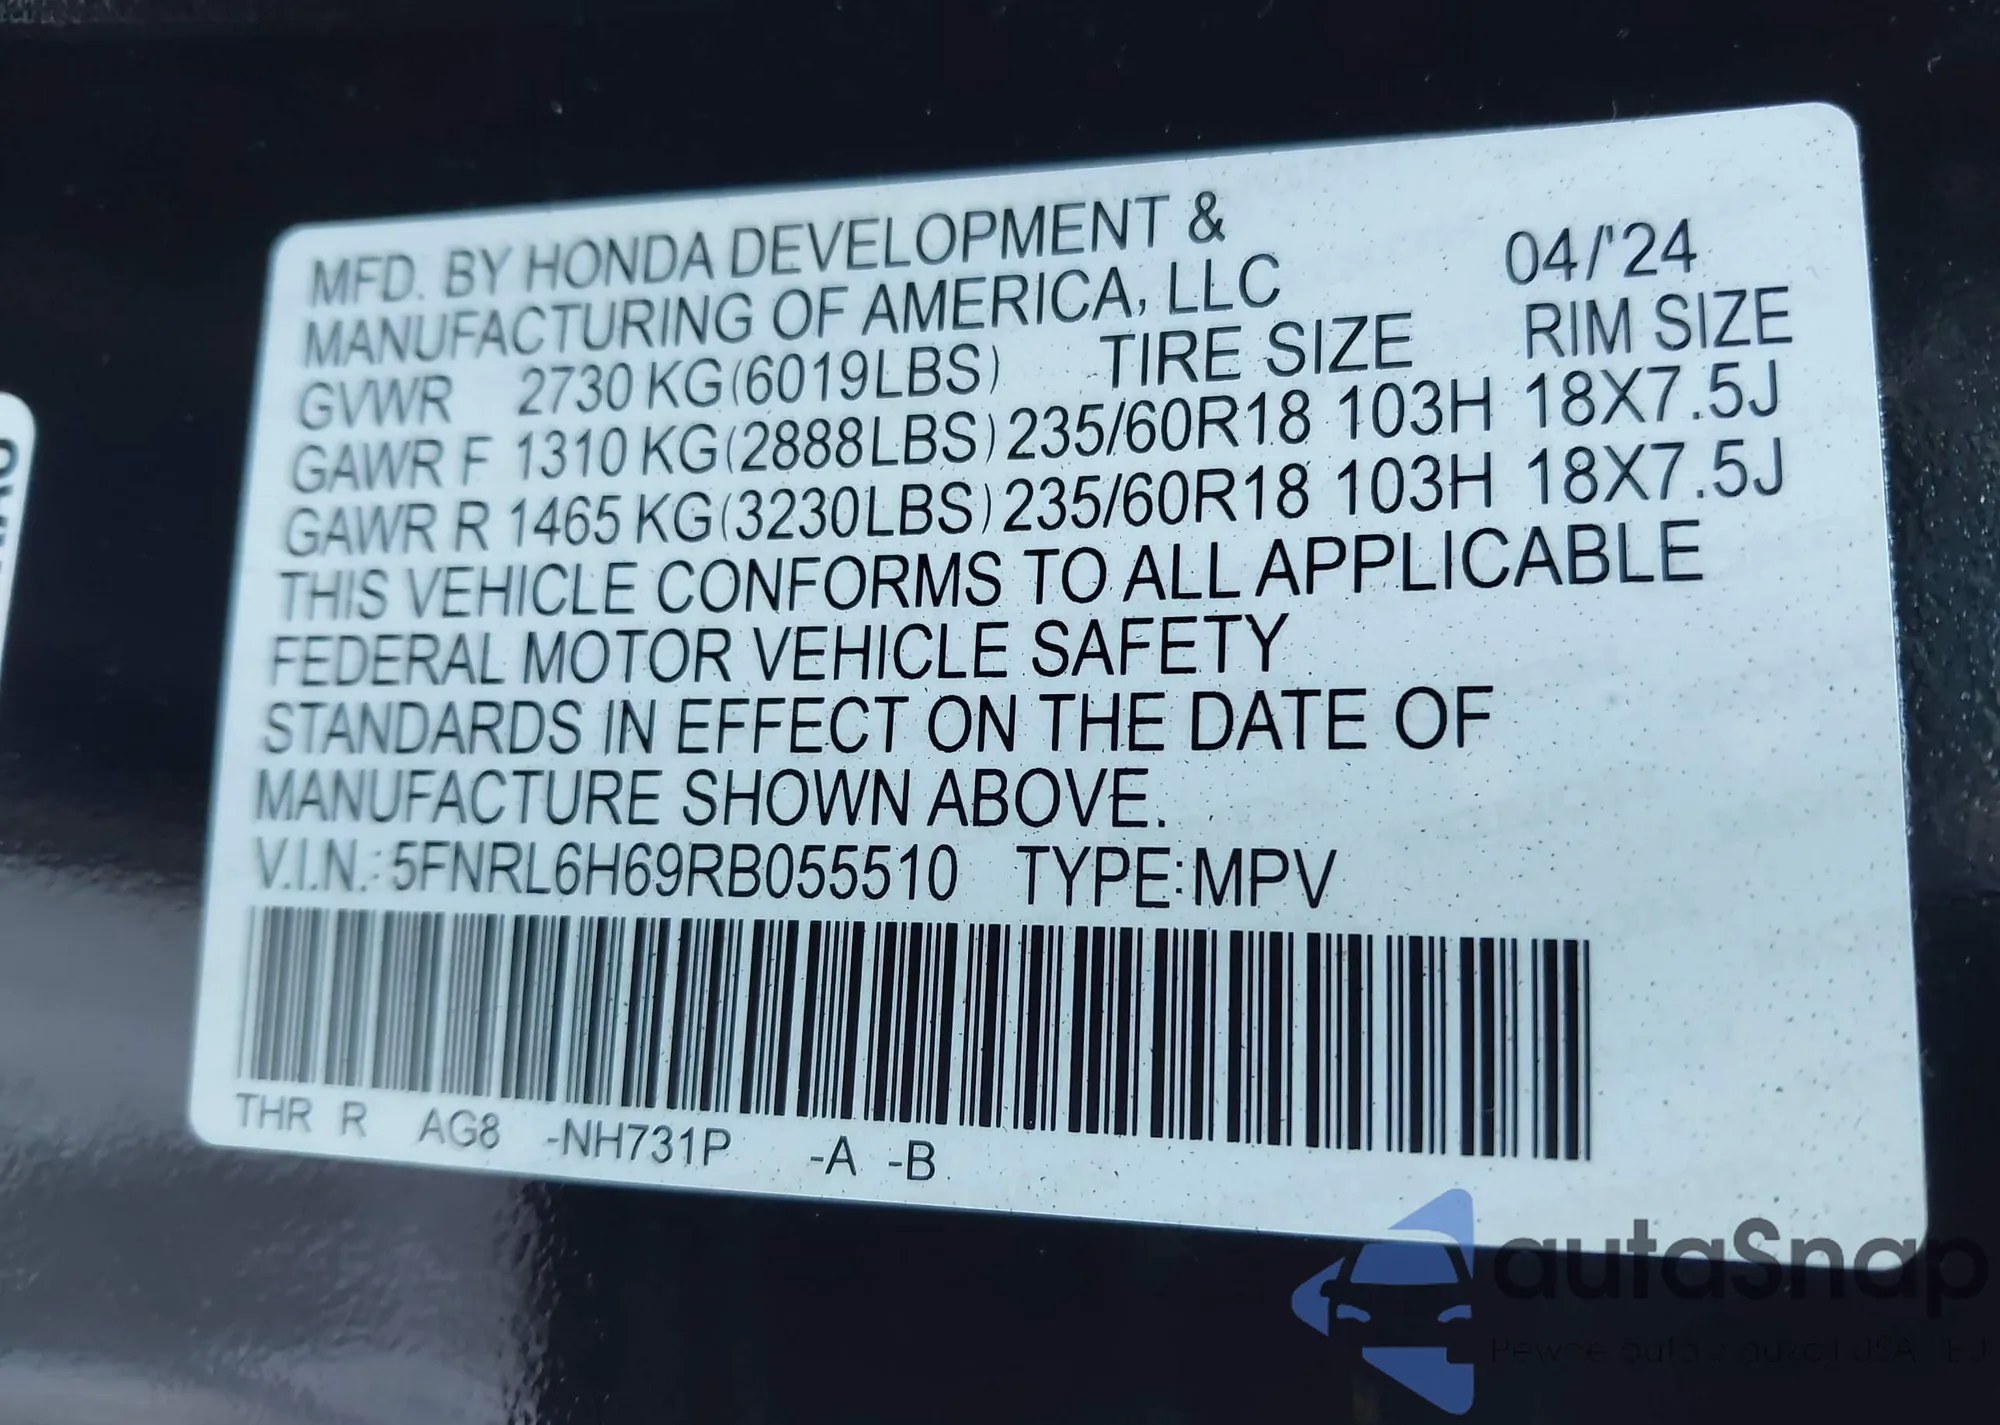 MFD. BY HONDA DEVELOPMENT &
MANUFACTURING OF AMERICA, LLC 04/'24
GVWR 2730 KG(6019LBS) TIRE SIZE RIM SIZE
GAWR F 1310 KG(2888LBS) 235/60R18 103H 18X7.5J
GAWR R 1465 KG(3230LBS) 235/60R18 103H 18X7.5J
THIS VEHICLE CONFORMS TO ALL APPLICABLE
FEDERAL MOTOR VEHICLE SAFETY
STANDARDS IN EFFECT ON THE DATE OF
MANUFACTURE SHOWN ABOVE.
V.I.N.: 5FNRL6H69RB055510 TYPE: MPV
THR R AG8 -NH731P -A -B
autaSnap